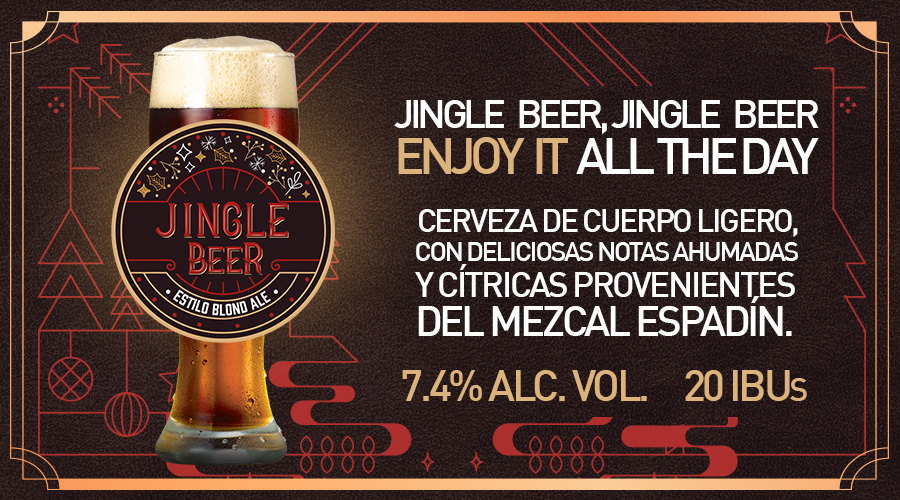 JINGLE
BEER
• ESTILO BLOND ALE •
JINGLE BEER, JINGLE BEER
ENJOY IT ALL THE DAY
CERVEZA DE CUERPO LIGERO,
CON DELICIOSAS NOTAS AHUMADAS
Y CÍTRICAS PROVENIENTES
DEL MEZCAL ESPADÍN.
7.4% ALC. VOL. 20 IBUs